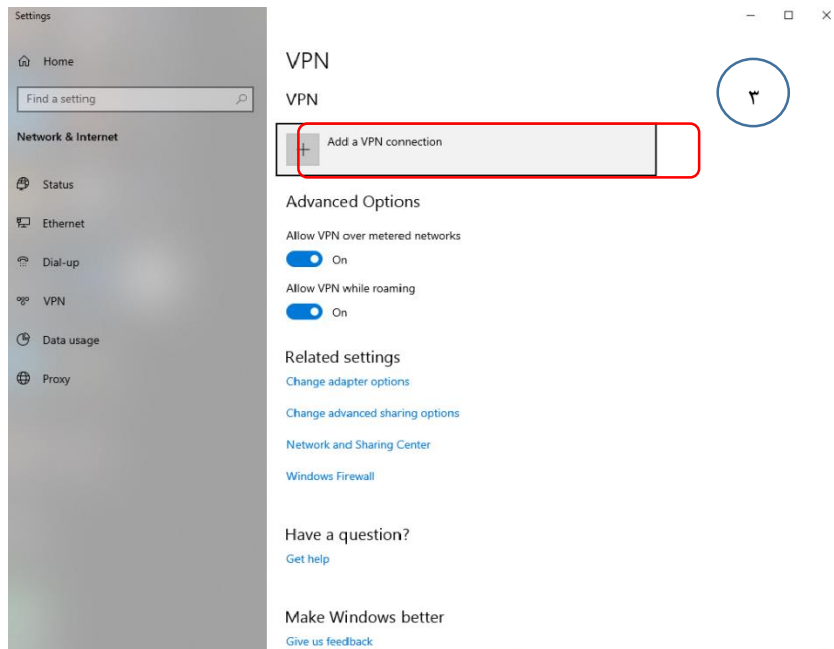 Settings
Home
Find a setting
Network & Internet
Status
Ethernet
Dial-up
VPN
Data usage
Proxy
VPN
VPN
۳
Add a VPN connection
Advanced Options
Allow VPN over metered networks
On
Allow VPN while roaming
On
Related settings
Change adapter options
Change advanced sharing options
Network and Sharing Center
Windows Firewall
Have a question?
Get help
Make Windows better
Give us feedback